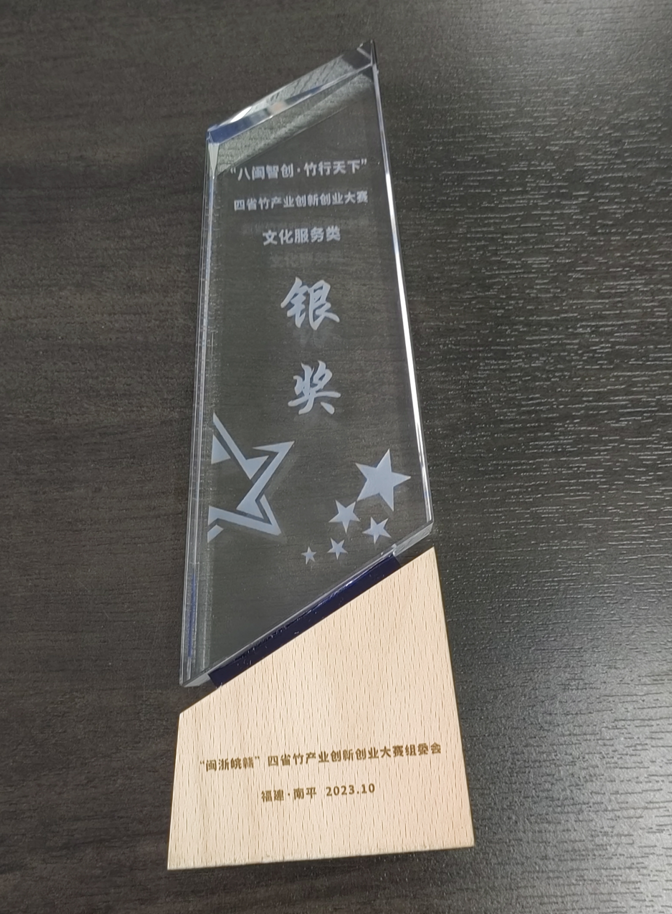 “八闽智创·竹行天下”
四省竹产业创新创业大赛
文化服务类
银
奖
“闽浙皖赣”四省竹产业创新创业大赛组委会
福建·南平 2023.10